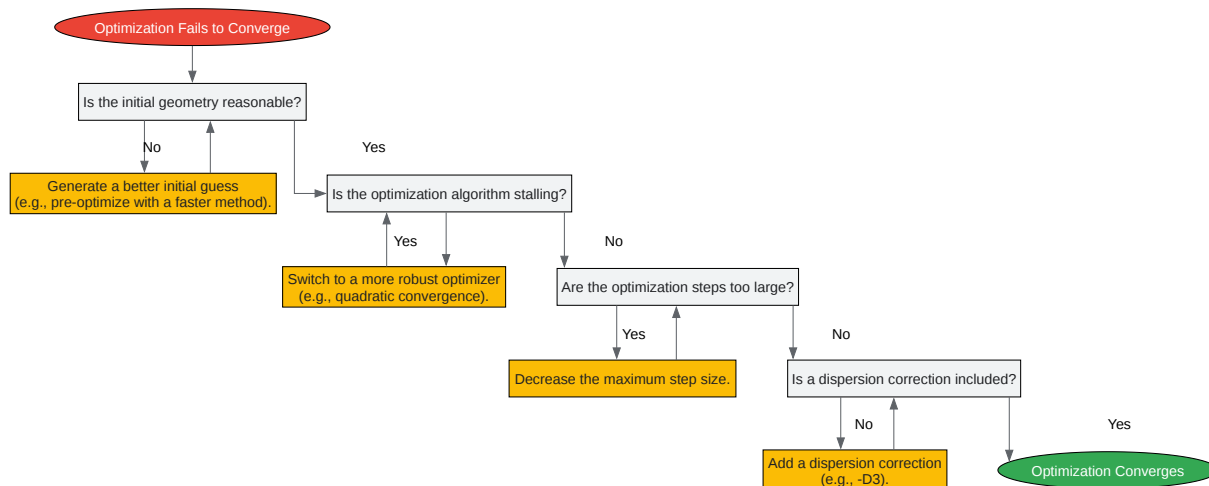 Optimization Fails to Converge
Is the initial geometry reasonable?
No
Yes
Generate a better initial guess
(e.g., pre-optimize with a faster method).
Is the optimization algorithm stalling?
Yes
No
Switch to a more robust optimizer
(e.g., quadratic convergence).
Are the optimization steps too large?
Yes
No
Decrease the maximum step size.
Is a dispersion correction included?
No
Yes
Add a dispersion correction
(e.g., -D3).
Optimization Converges